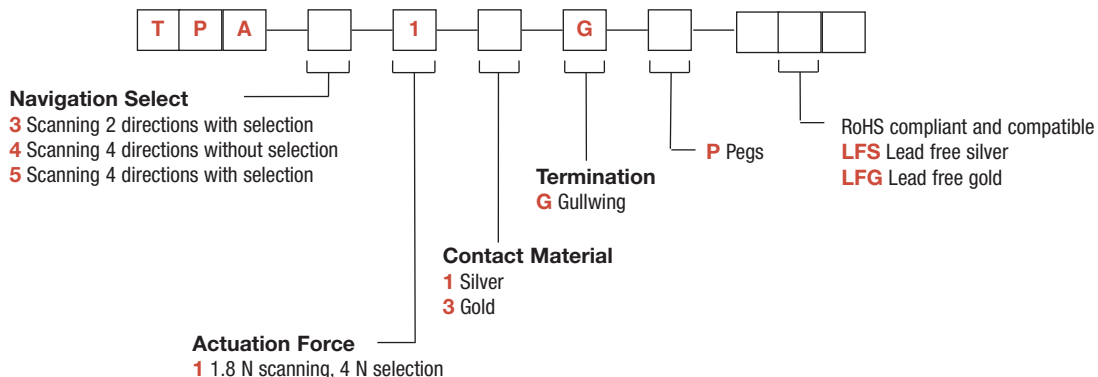 T P A 1 G
Navigation Select
3 Scanning 2 directions with selection
4 Scanning 4 directions without selection
5 Scanning 4 directions with selection
RoHS compliant and compatible
LFS Lead free silver
LFG Lead free gold
P Pegs
Termination
G Gullwing
Contact Material
1 Silver
3 Gold
Actuation Force
1 1.8 N scanning, 4 N selection